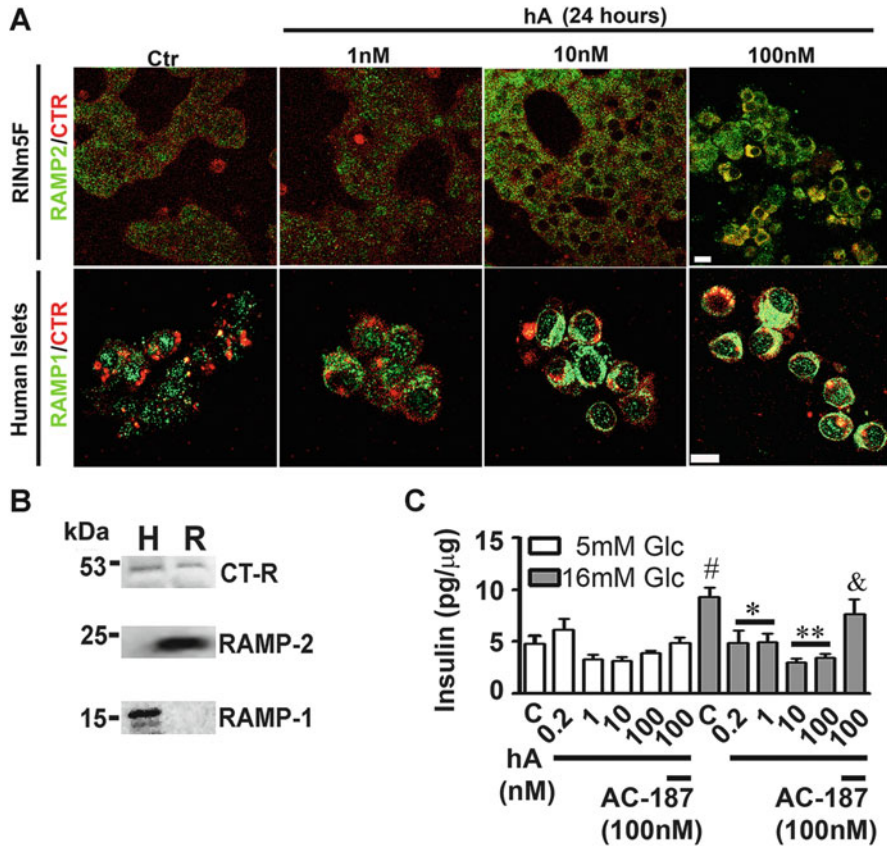 A
hA (24 hours)
Ctr
1nM
10nM
100nM
RINm5F
RAMP2/CTR
Human Islets
RAMP1/CTR
B
kDa
H
R
53
CT-R
25
RAMP-2
15
RAMP-1
C
Insulin (pg/µg)
15
10
5
0
5mM Glc
16mM Glc
#
*
**
&
C 0.2 1 10 100 100 C 0.2 1 10 100 100
hA
(nM)
AC-187
(100nM)
AC-187
(100nM)